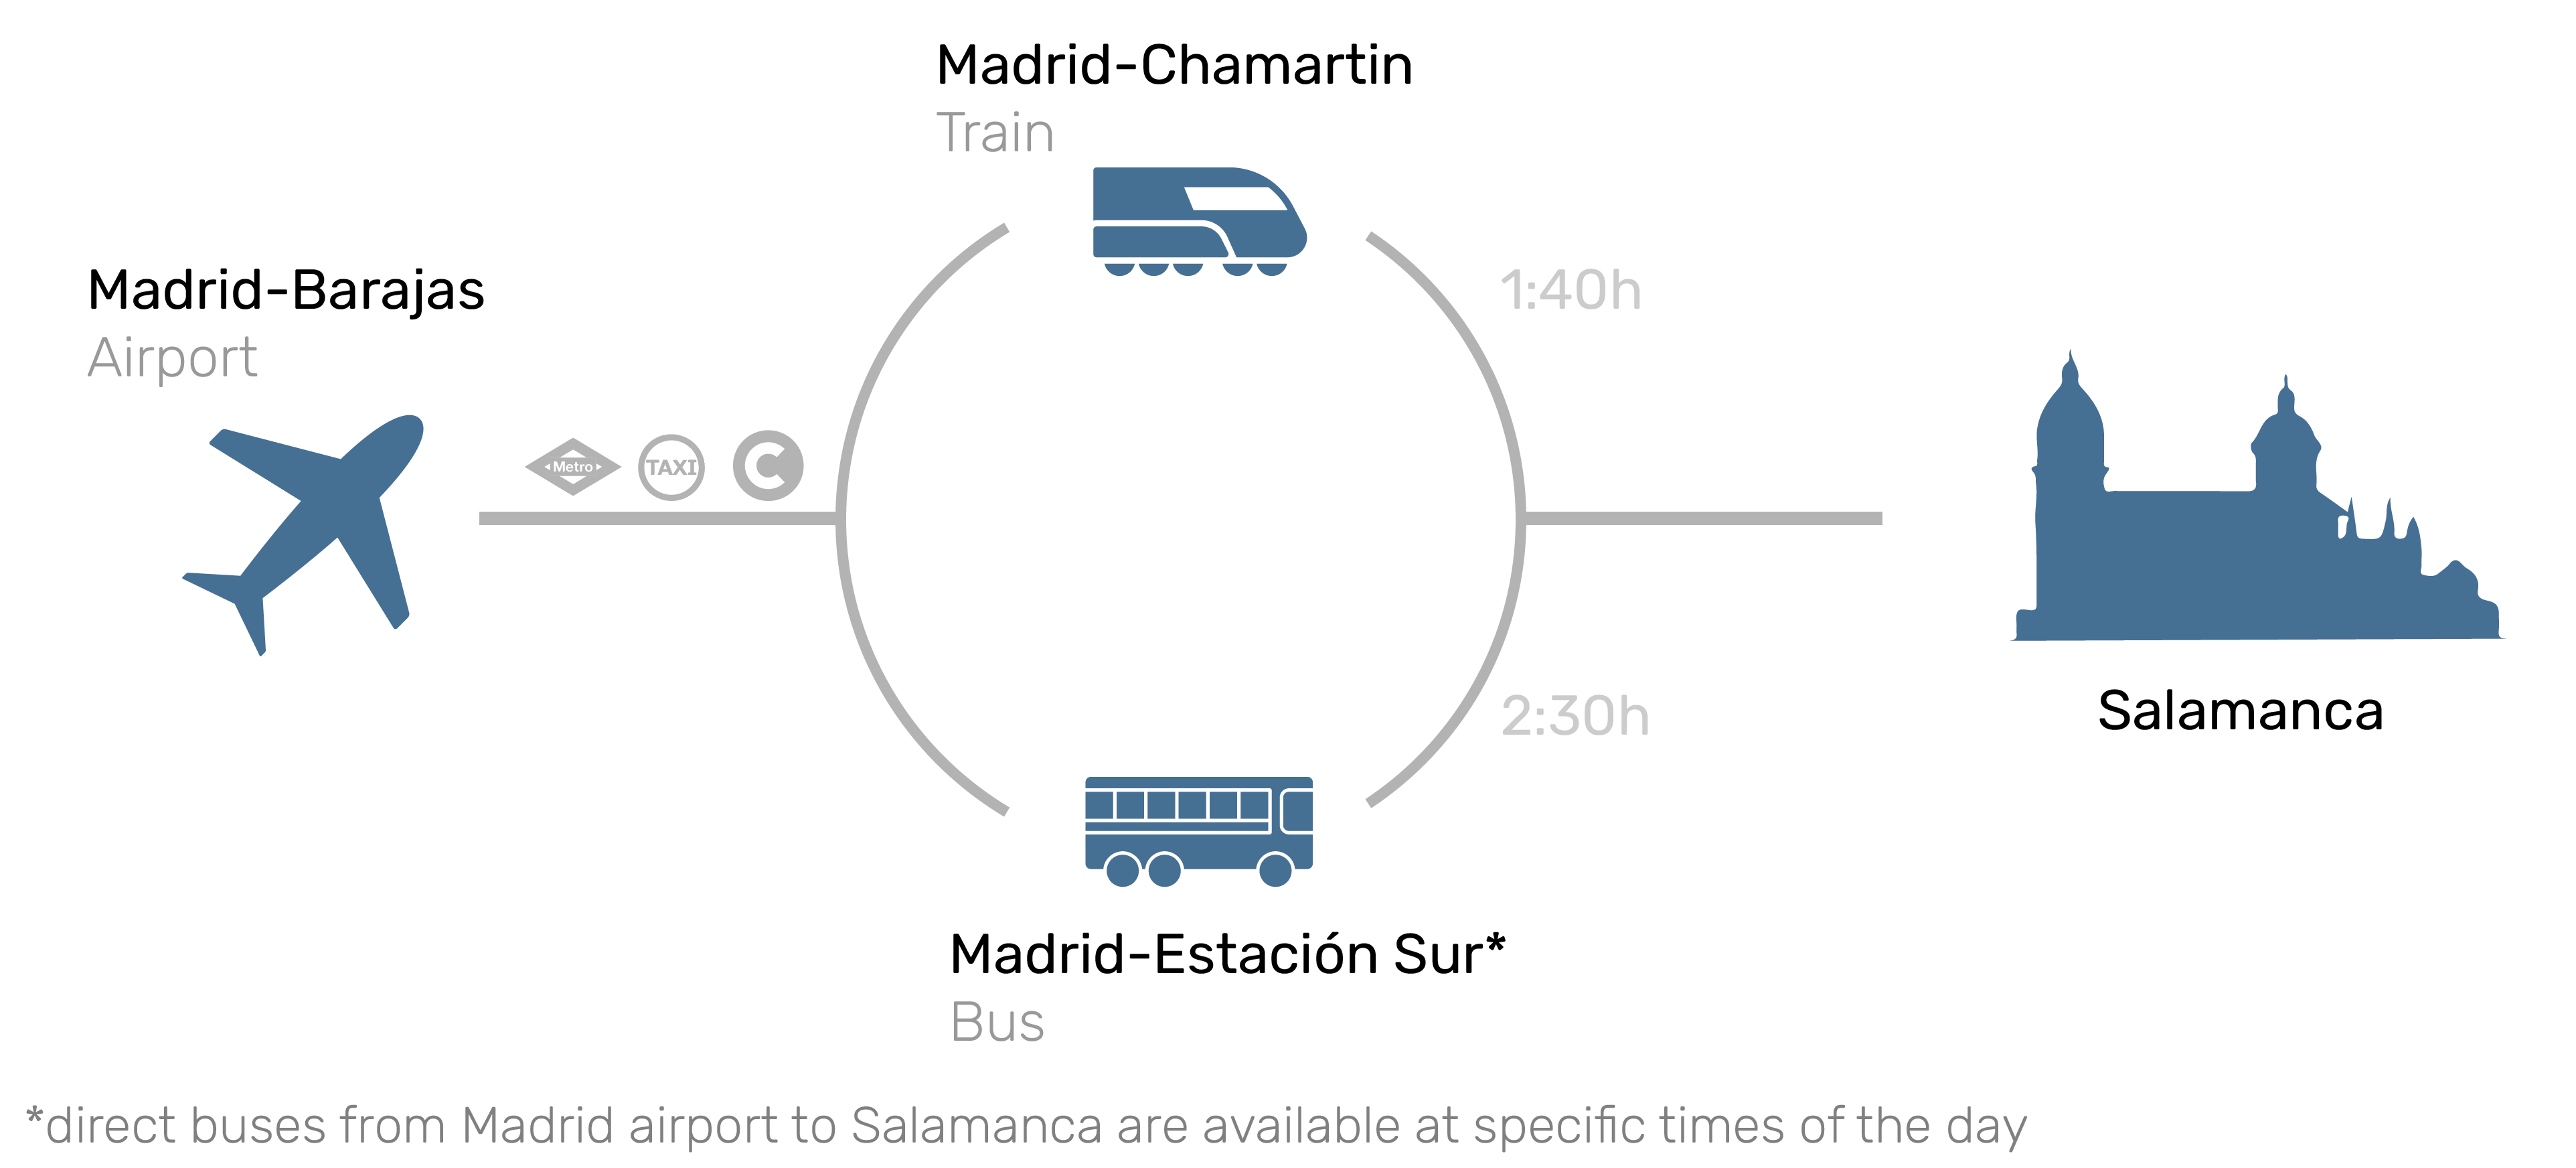 Madrid-Chamartin
Train
1:40h
Madrid-Barajas
Airport
Metro
TAXI
C
Salamanca
2:30h
Madrid-Estación Sur*
Bus
*direct buses from Madrid airport to Salamanca are available at specific times of the day